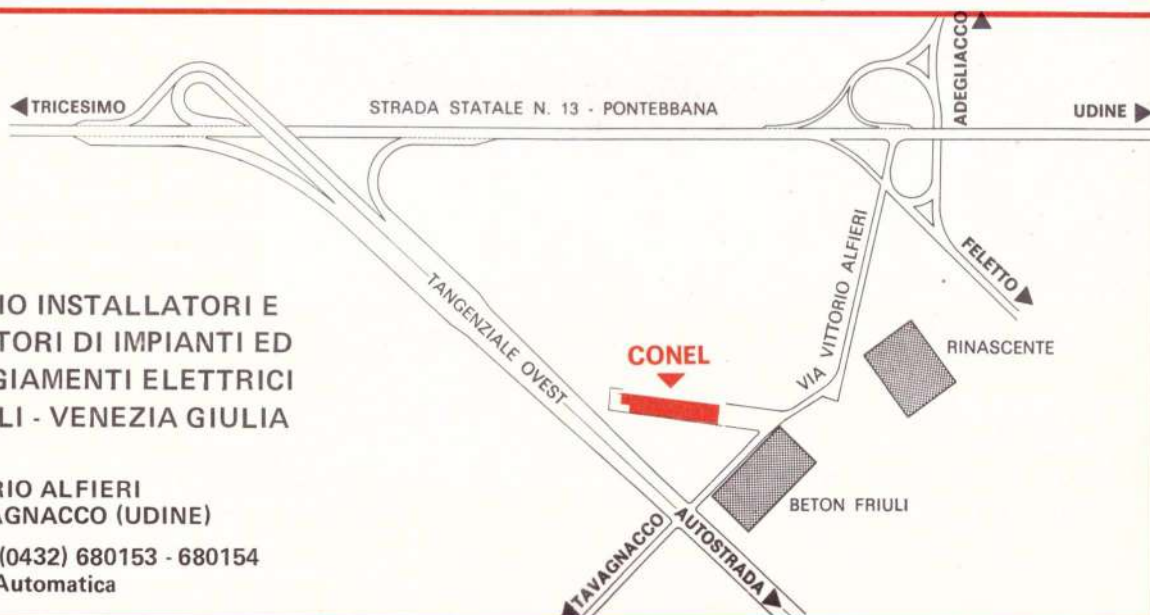 ADEGLIACCO
TRICESIMO
STRADA STATALE N. 13 - PONTEBBANA
UDINE
VIA VITTORIO ALFIERI
FELETTO
TANGENZIALE OVEST
IO INSTALLATORI E
TORI DI IMPIANTI ED
GIAMENTI ELETTRICI
LI - VENEZIA GIULIA
CONEL
RINASCENTE
RIO ALFIERI
AGNACCO (UDINE)
(0432) 680153 - 680154
Automatica
BETON FRIULI
TAVAGNACCO
AUTOSTRADA